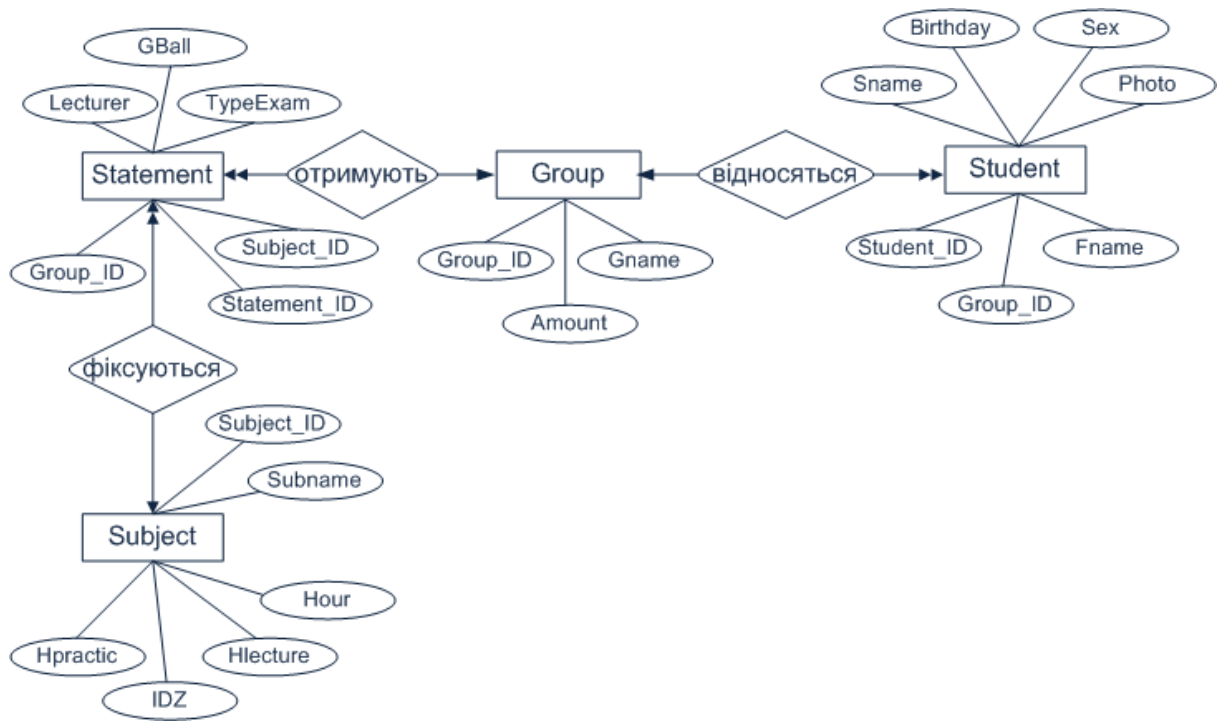 GBall
Birthday
Sex
Lecturer
TypeExam
Sname
Photo
Statement
отримують
Group
відносяться
Student
Group_ID
Subject_ID
Statement_ID
Group_ID
Gname
Amount
Student_ID
Fname
Group_ID
фіксуються
Subject_ID
Subname
Subject
Hour
Hpractic
Hlecture
IDZ